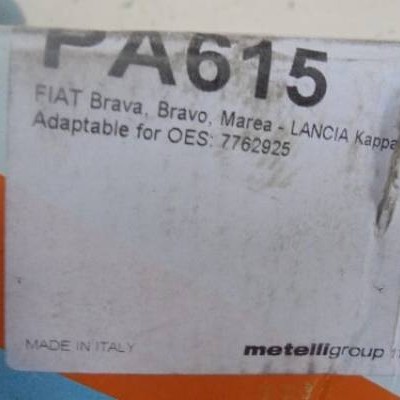 PA615
FIAT Brava, Bravo, Marea - LANCIA Kappa
Adaptable for OES: 7762925
MADE IN ITALY
metelligroup